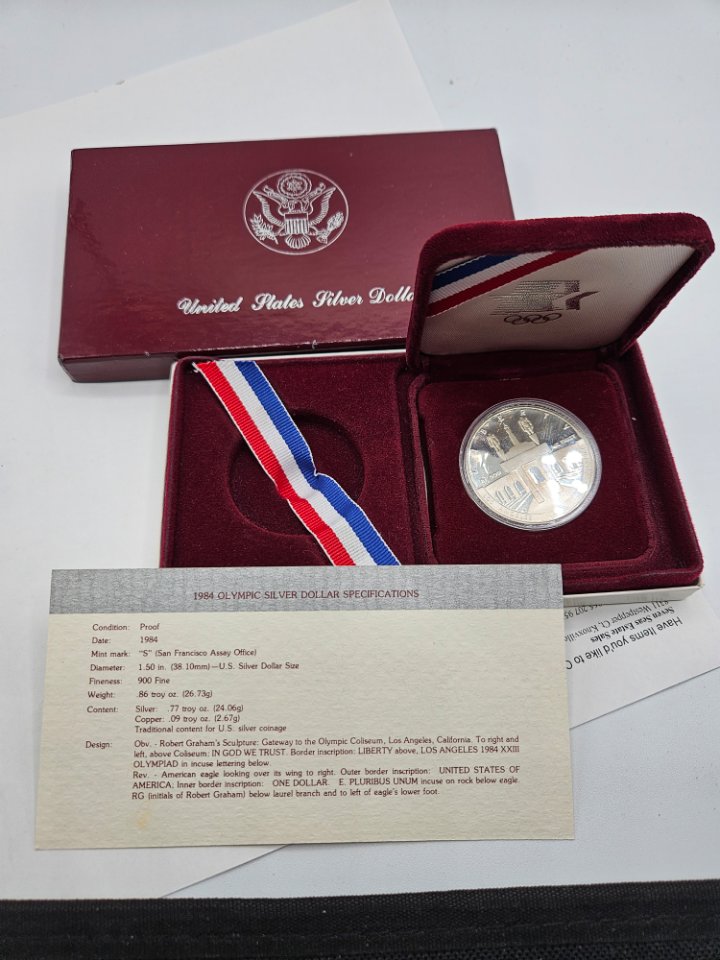 United States Silver Dolla
1984 OLYMPIC SILVER DOLLAR SPECIFICATIONS
Condition: Proof
Date: 1984
Mint mark: "S" (San Francisco Assay Office)
Diameter: 1.50 in. (38.10mm)—U.S. Silver Dollar Size
Fineness: 900 Fine
Weight: .86 troy oz. (26.73g)
Content: Silver: .77 troy oz. (24.06g)
Copper: .09 troy oz. (2.67g)
Traditional content for U.S. silver coinage
Design: Obv. - Robert Graham's Sculpture: Gateway to the Olympic Coliseum, Los Angeles, California. To right and
left, above Coliseum: IN GOD WE TRUST. Border inscription: LIBERTY above, LOS ANGELES 1984 XXIII
OLYMPIAD in incuse lettering below.
Rev. - American eagle looking over its wing to right. Outer border inscription: UNITED STATES OF
AMERICA; Inner border inscription: ONE DOLLAR. E. PLURIBUS UNUM incuse on rock below eagle.
RG (initials of Robert Graham) below laurel branch and to left of eagle's lower foot.
Have items you'd like to C
Seven Seas Estate Sales
Westpepper Ct, Knoxville